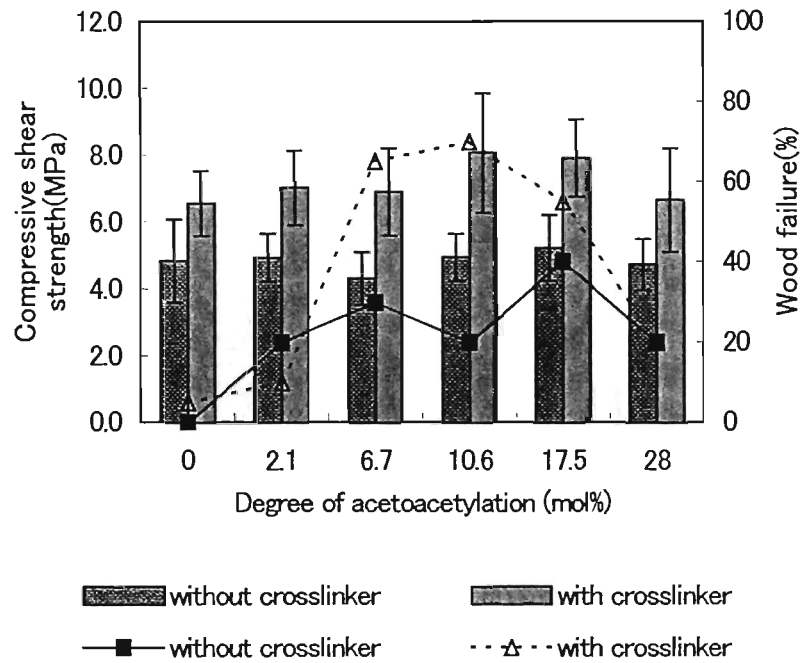 12.0
10.0
8.0
6.0
4.0
2.0
0.0
Compressive shear
strength(MPa)
100
80
60
40
20
0
Wood failure(%)
0 2.1 6.7 10.6 17.5 28
Degree of acetoacetylation (mol%)
without crosslinker with crosslinker
without crosslinker with crosslinker